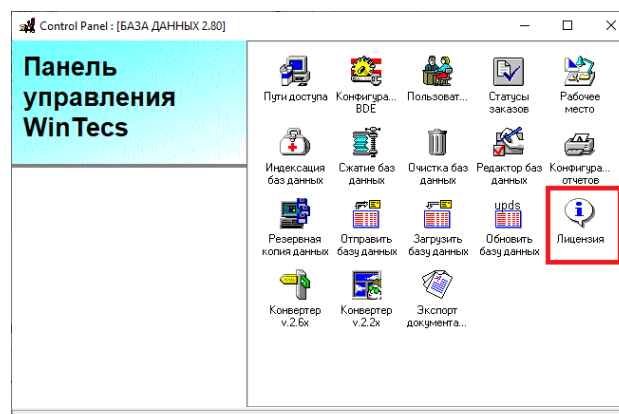 Control Panel : [БАЗА ДАННЫХ 2.80]
Панель
управления
WinTecs
Пути доступа
Конфигура...
BDE
Пользоват...
Статусы
заказов
Рабочее
место
Индексация
баз данных
Сжатие баз
данных
Очистка баз
данных
Редактор баз
данных
Конфигура...
отчетов
Резервная
копия данных
Отправить
базу данных
Загрузить
базу данных
upds
Обновить
базу данных
Лицензия
Конвертер
v.2.6x
Конвертер
v.2.2x
Экспорт
документа...